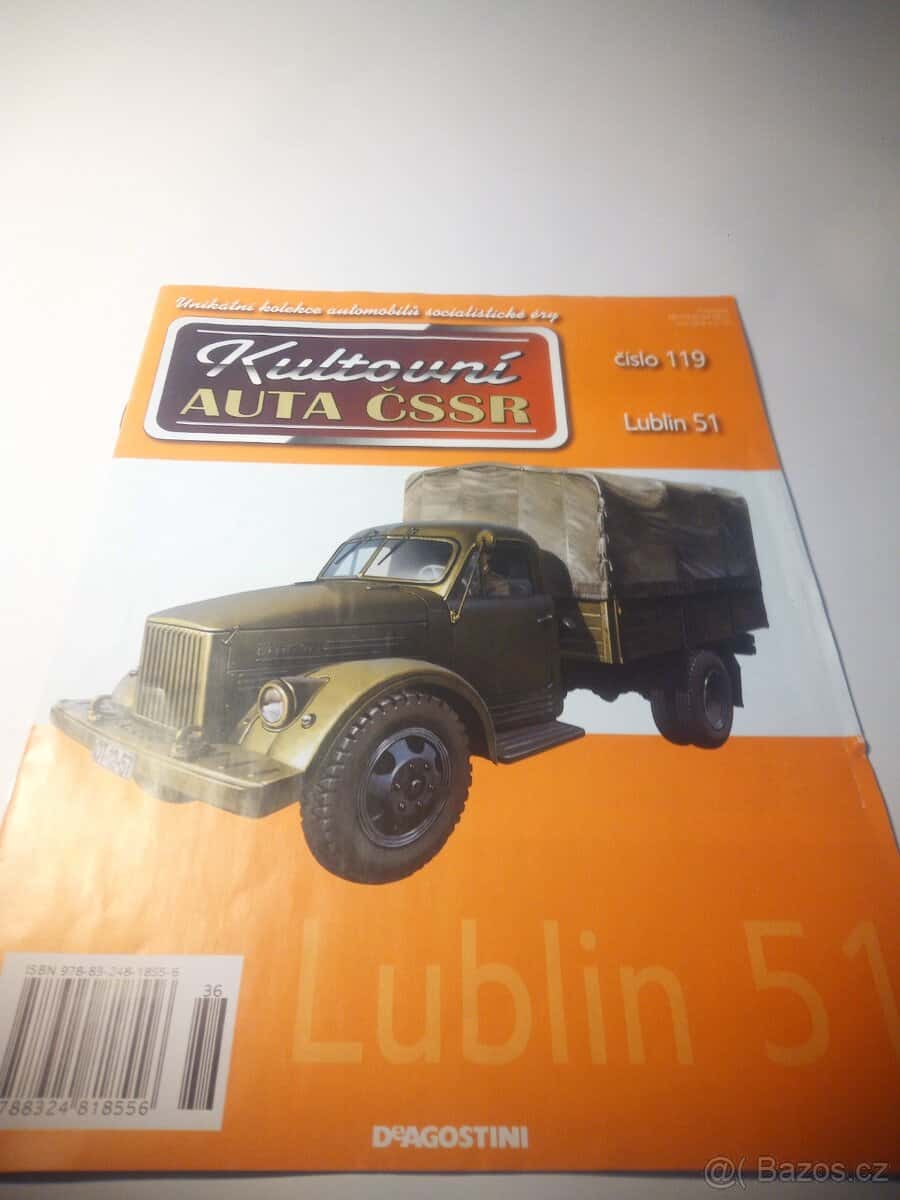 Unikátní kolekce automobilů socialistické éry
Kultovní
AUTA ČSSR
číslo 119
Lublin 51
ISBN 978-83-248-1855-6
36
788324 818556
Lublin 51
DeAGOSTINI
@( Bazos.cz